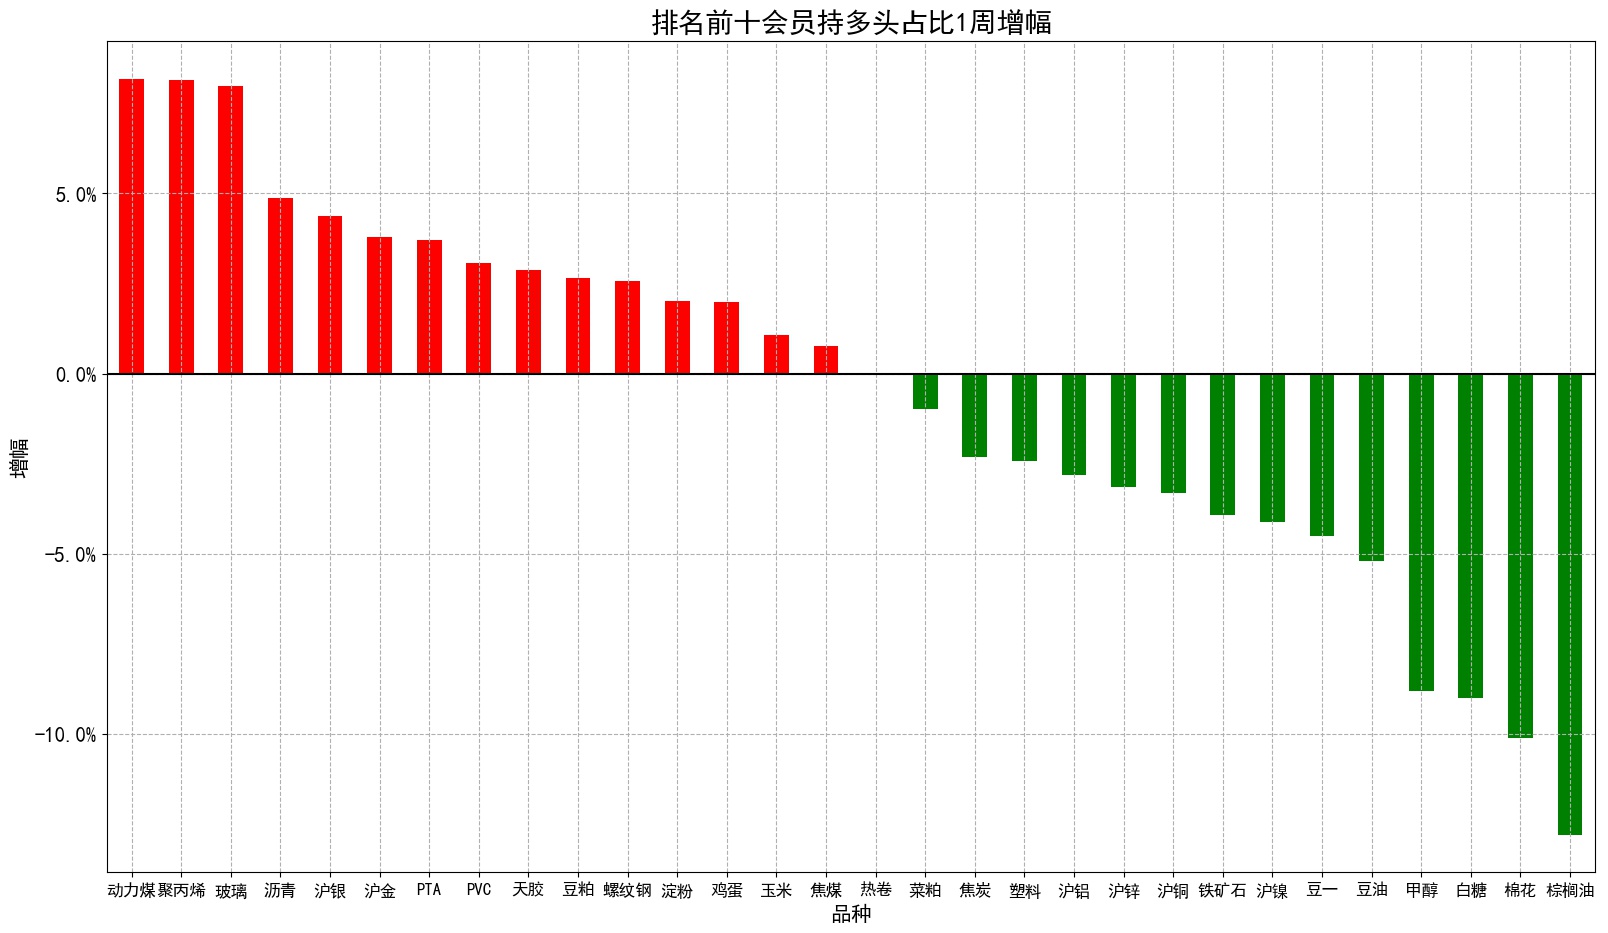 排名前十会员持多头占比1周增幅
5.0%
0.0%
-5.0%
-10.0%
增幅
动力煤 聚丙烯 玻璃 沥青 沪银 沪金 PTA PVC 天胶 豆粕 螺纹钢 淀粉 鸡蛋 玉米 焦煤 热卷 菜粕 焦炭 塑料 沪铝 沪锌 沪铜 铁矿石 沪镍 豆一 豆油 甲醇 白糖 棉花 棕榈油
品种